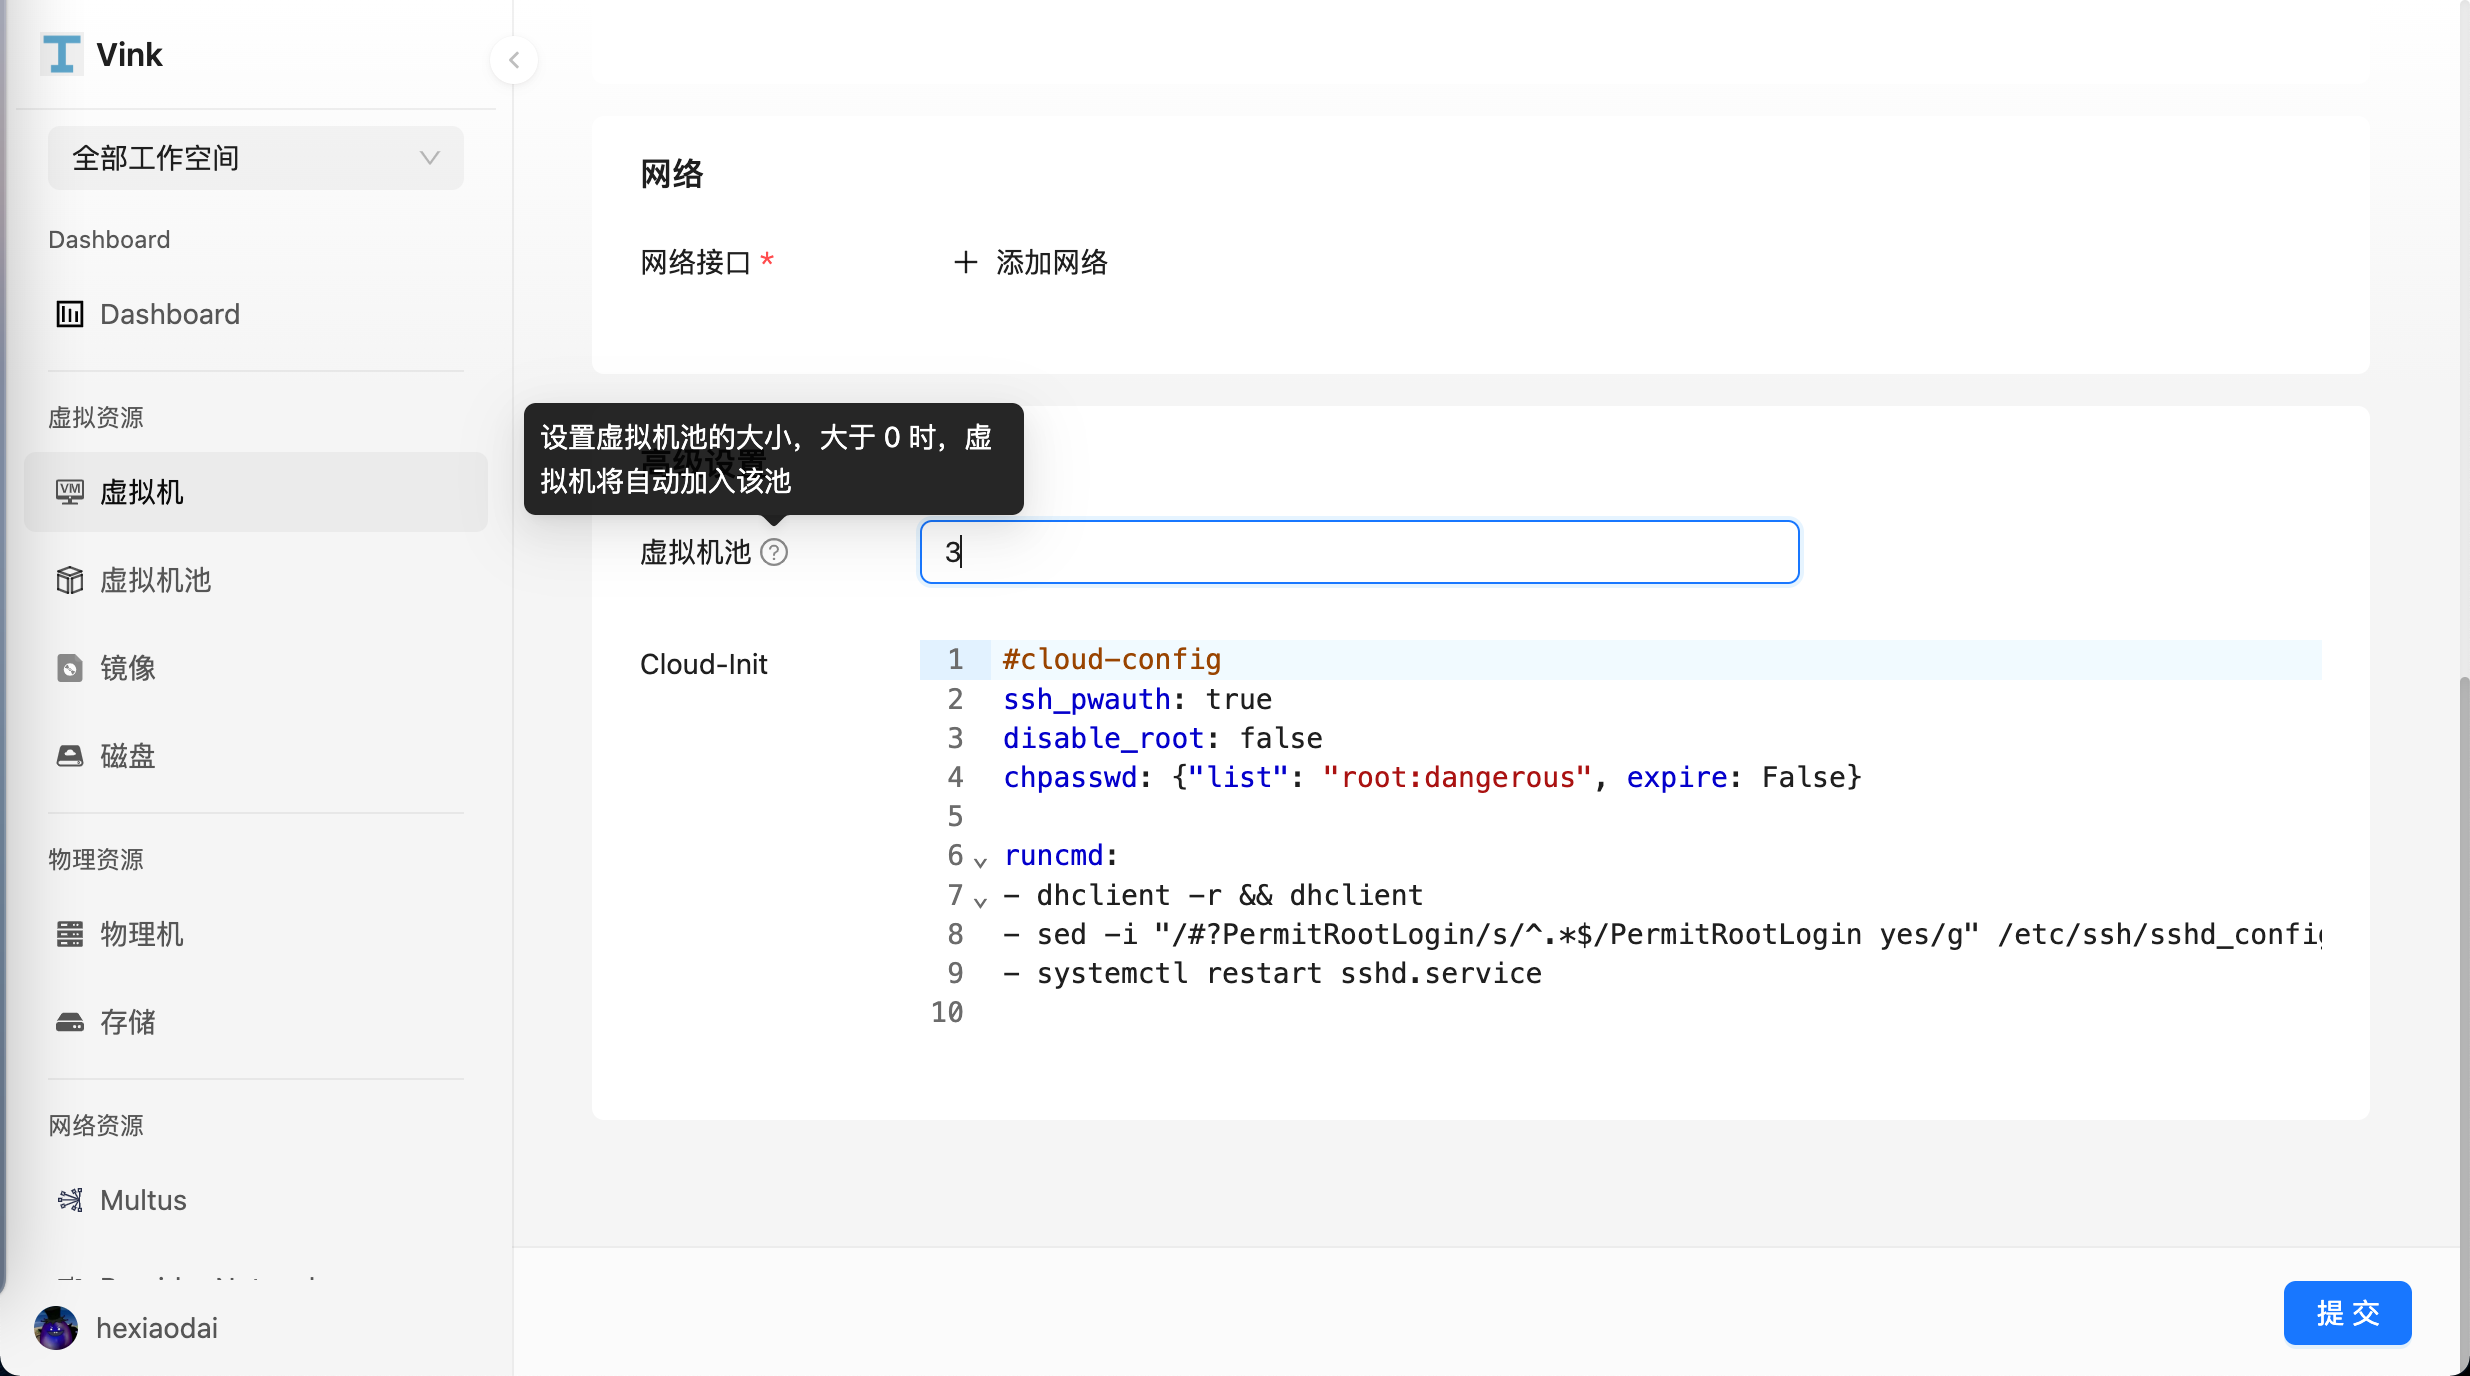 Vink
全部工作空间
Dashboard
Dashboard
虚拟资源
虚拟机
虚拟机池
镜像
磁盘
物理资源
物理机
存储
网络资源
Multus
hexiaodai
网络
网络接口 *
+ 添加网络
设置虚拟机池的大小，大于 0 时，虚
拟机将自动加入该池
高级设置
虚拟机池 ?
3
Cloud-Init
1 #cloud-config
2 ssh_pwauth: true
3 disable_root: false
4 chpasswd: {"list": "root:dangerous", expire: False}
5
6 runcmd:
7 - dhclient -r && dhclient
8 - sed -i "/#?PermitRootLogin/s/^.*$/PermitRootLogin yes/g" /etc/ssh/sshd_config
9 - systemctl restart sshd.service
10
提 交